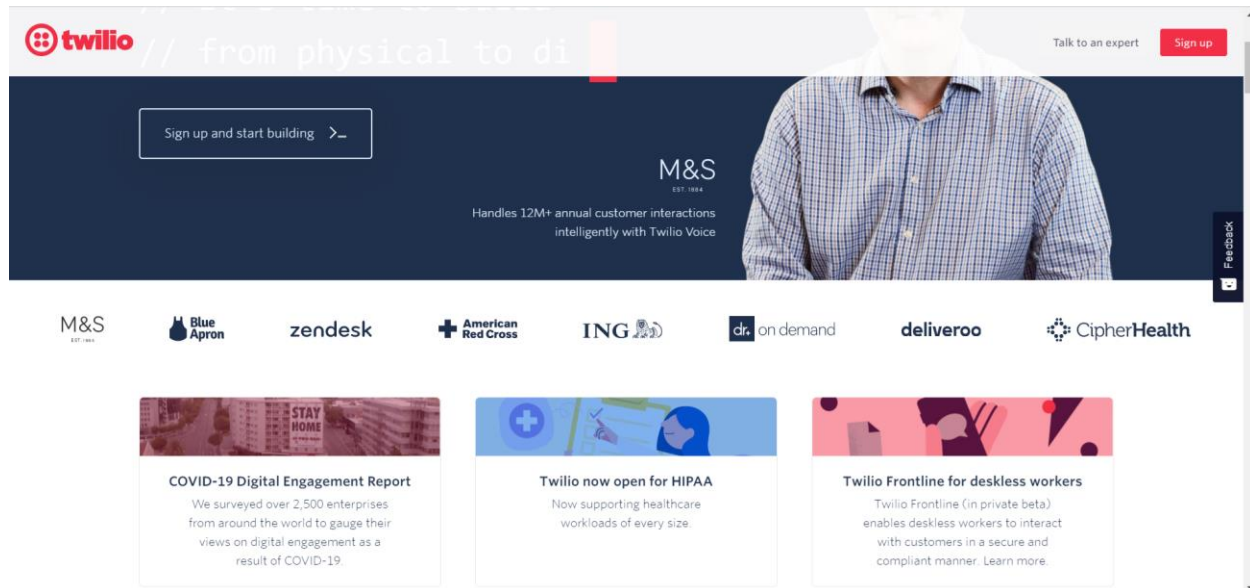 // from physical to di
twilio
Talk to an expert
Sign up
Sign up and start building >_
M&S
EST. 1884
Handles 12M+ annual customer interactions
intelligently with Twilio Voice
Feedback
M&S
EST. 1884
Blue
Apron
zendesk
American
Red Cross
ING
dr. on demand
deliveroo
CipherHealth
STAY
HOME
COVID-19 Digital Engagement Report
We surveyed over 2,500 enterprises
from around the world to gauge their
views on digital engagement as a
result of COVID-19.
Twilio now open for HIPAA
Now supporting healthcare
workloads of every size.
Twilio Frontline for deskless workers
Twilio Frontline (in private beta)
enables deskless workers to interact
with customers in a secure and
compliant manner. Learn more.